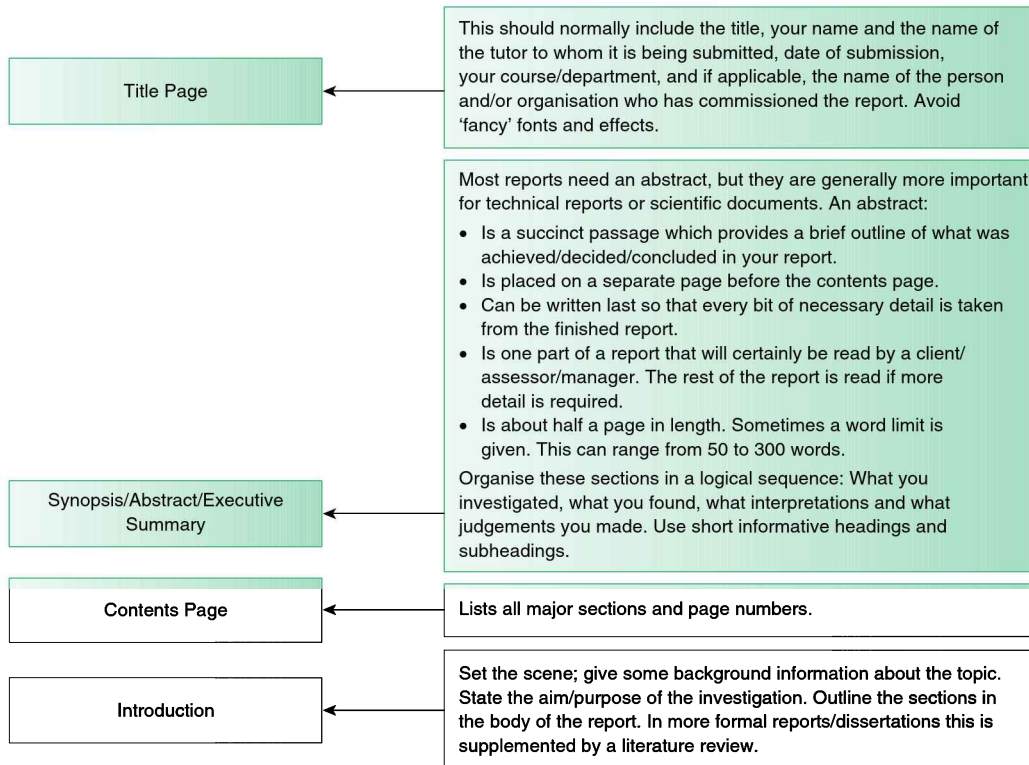 Title Page
This should normally include the title, your name and the name of
the tutor to whom it is being submitted, date of submission,
your course/department, and if applicable, the name of the person
and/or organisation who has commissioned the report. Avoid
‘fancy’ fonts and effects.
Synopsis/Abstract/Executive
Summary
Most reports need an abstract, but they are generally more important
for technical reports or scientific documents. An abstract:
• Is a succinct passage which provides a brief outline of what was
achieved/decided/concluded in your report.
• Is placed on a separate page before the contents page.
• Can be written last so that every bit of necessary detail is taken
from the finished report.
• Is one part of a report that will certainly be read by a client/
assessor/manager. The rest of the report is read if more
detail is required.
• Is about half a page in length. Sometimes a word limit is
given. This can range from 50 to 300 words.
Organise these sections in a logical sequence: What you
investigated, what you found, what interpretations and what
judgements you made. Use short informative headings and
subheadings.
Contents Page
Lists all major sections and page numbers.
Introduction
Set the scene; give some background information about the topic.
State the aim/purpose of the investigation. Outline the sections in
the body of the report. In more formal reports/dissertations this is
supplemented by a literature review.